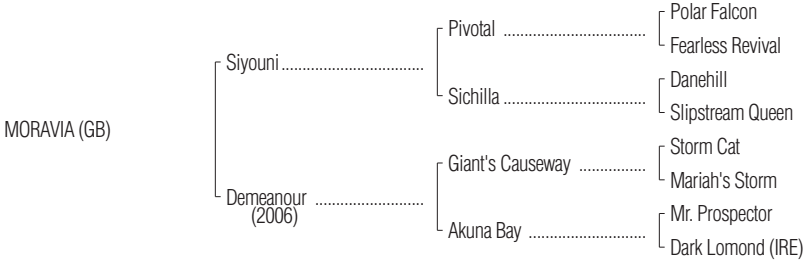 Polar Falcon
Pivotal ..................................
Fearless Revival
Siyouni..................................
Danehill
Sichilla ..................................
Slipstream Queen
MORAVIA (GB)
Storm Cat
Giant's Causeway ................
Mariah's Storm
Demeanour ..........................
(2006)
Mr. Prospector
Akuna Bay ............................
Dark Lomond (IRE)